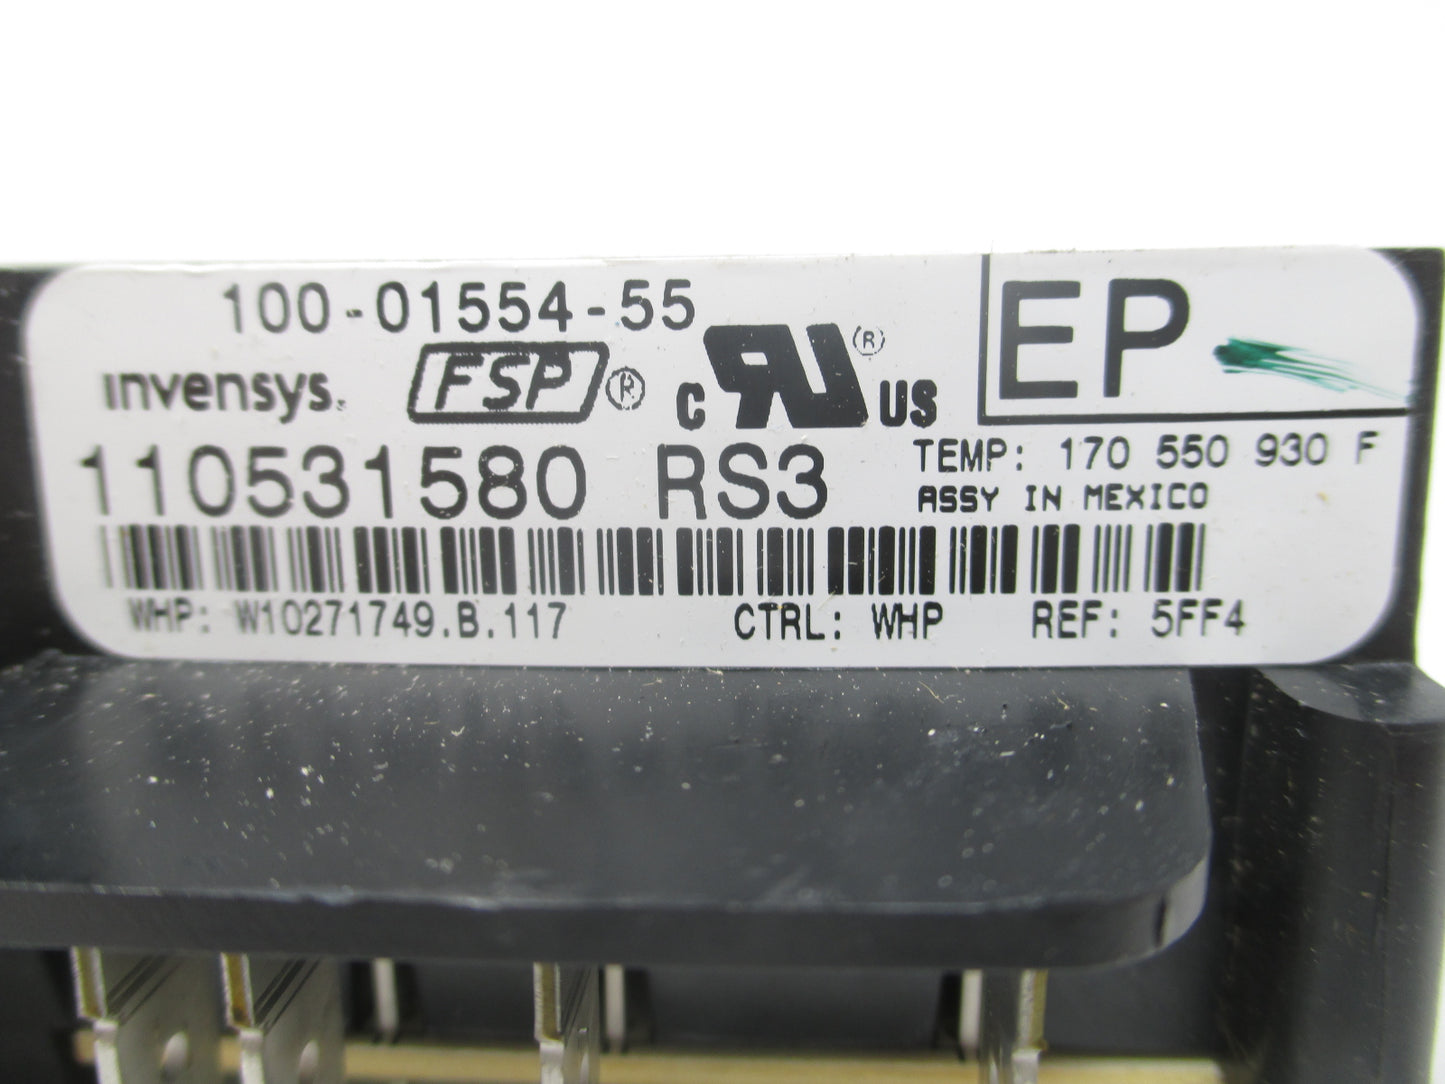 100-01554-55
invensys.
FSP®
c RU® US
EP
110531580 RS3
TEMP: 170 550 930 F
ASSY IN MEXICO
WHP: W10271749.B.117 CTRL: WHP REF: 5FF4